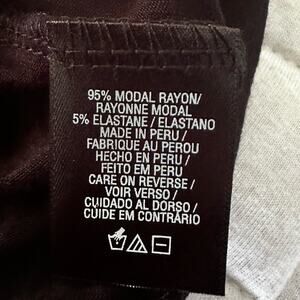 95% MODAL RAYON/
RAYONNE MODAL
5% ELASTANE / ELASTANO
MADE IN PERU /
FABRIQUE AU PEROU
HECHO EN PERU /
FEITO EM PERU
CARE ON REVERSE /
VOIR VERSO /
CUIDADO AL DORSO /
CUIDE EM CONTRÁRIO